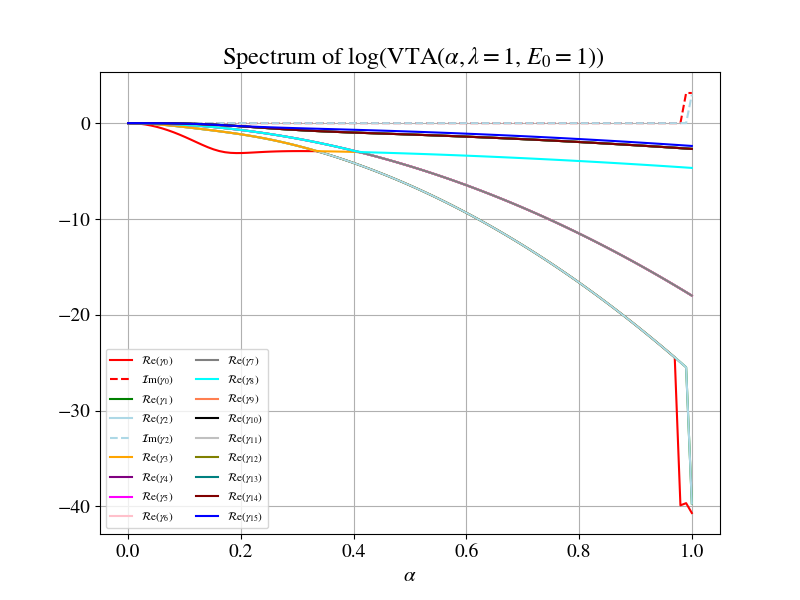 Spectrum of log(VTA(α, λ = 1, E₀ = 1))
0
−10
−20
−30
−40
0.0 0.2 0.4 0.6 0.8 1.0
α
ℛe(γ₀) ℛe(γ₇)
ℐm(γ₀) ℛe(γ₈)
ℛe(γ₁) ℛe(γ₉)
ℛe(γ₂) ℛe(γ₁₀)
ℐm(γ₂) ℛe(γ₁₁)
ℛe(γ₃) ℛe(γ₁₂)
ℛe(γ₄) ℛe(γ₁₃)
ℛe(γ₅) ℛe(γ₁₄)
ℛe(γ₆) ℛe(γ₁₅)